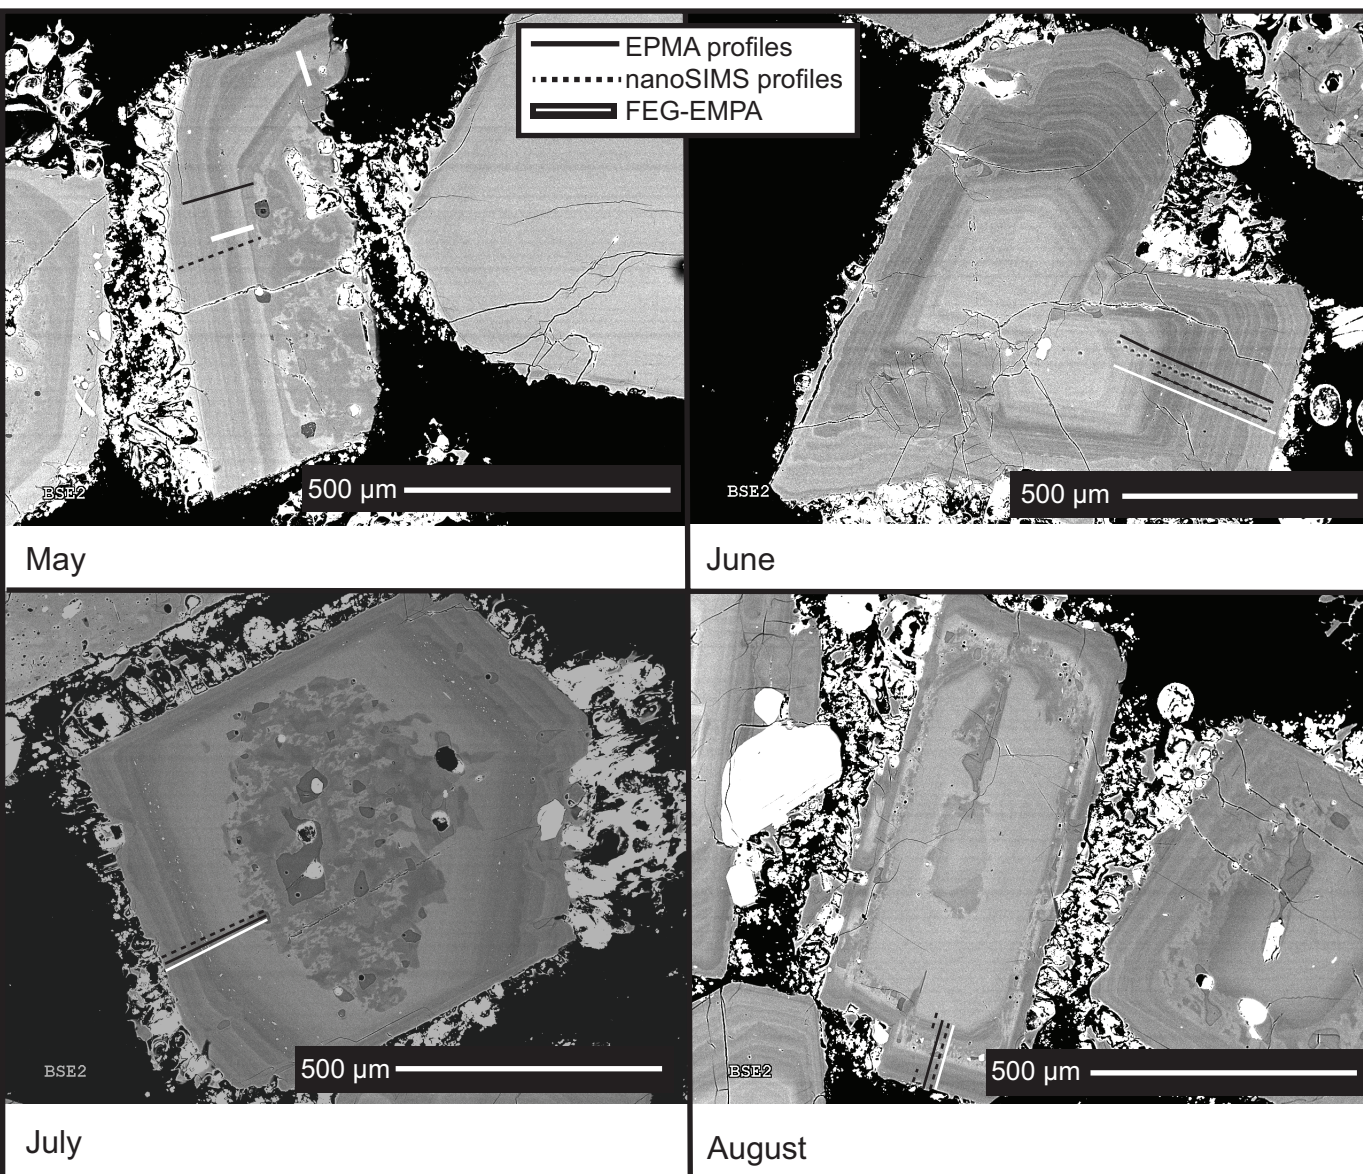 EPMA profiles
nanoSIMS profiles
FEG-EMPA
BSE2
500 µm
BSE2
500 µm
May
June
BSE2
500 µm
BSE2
500 µm
July
August